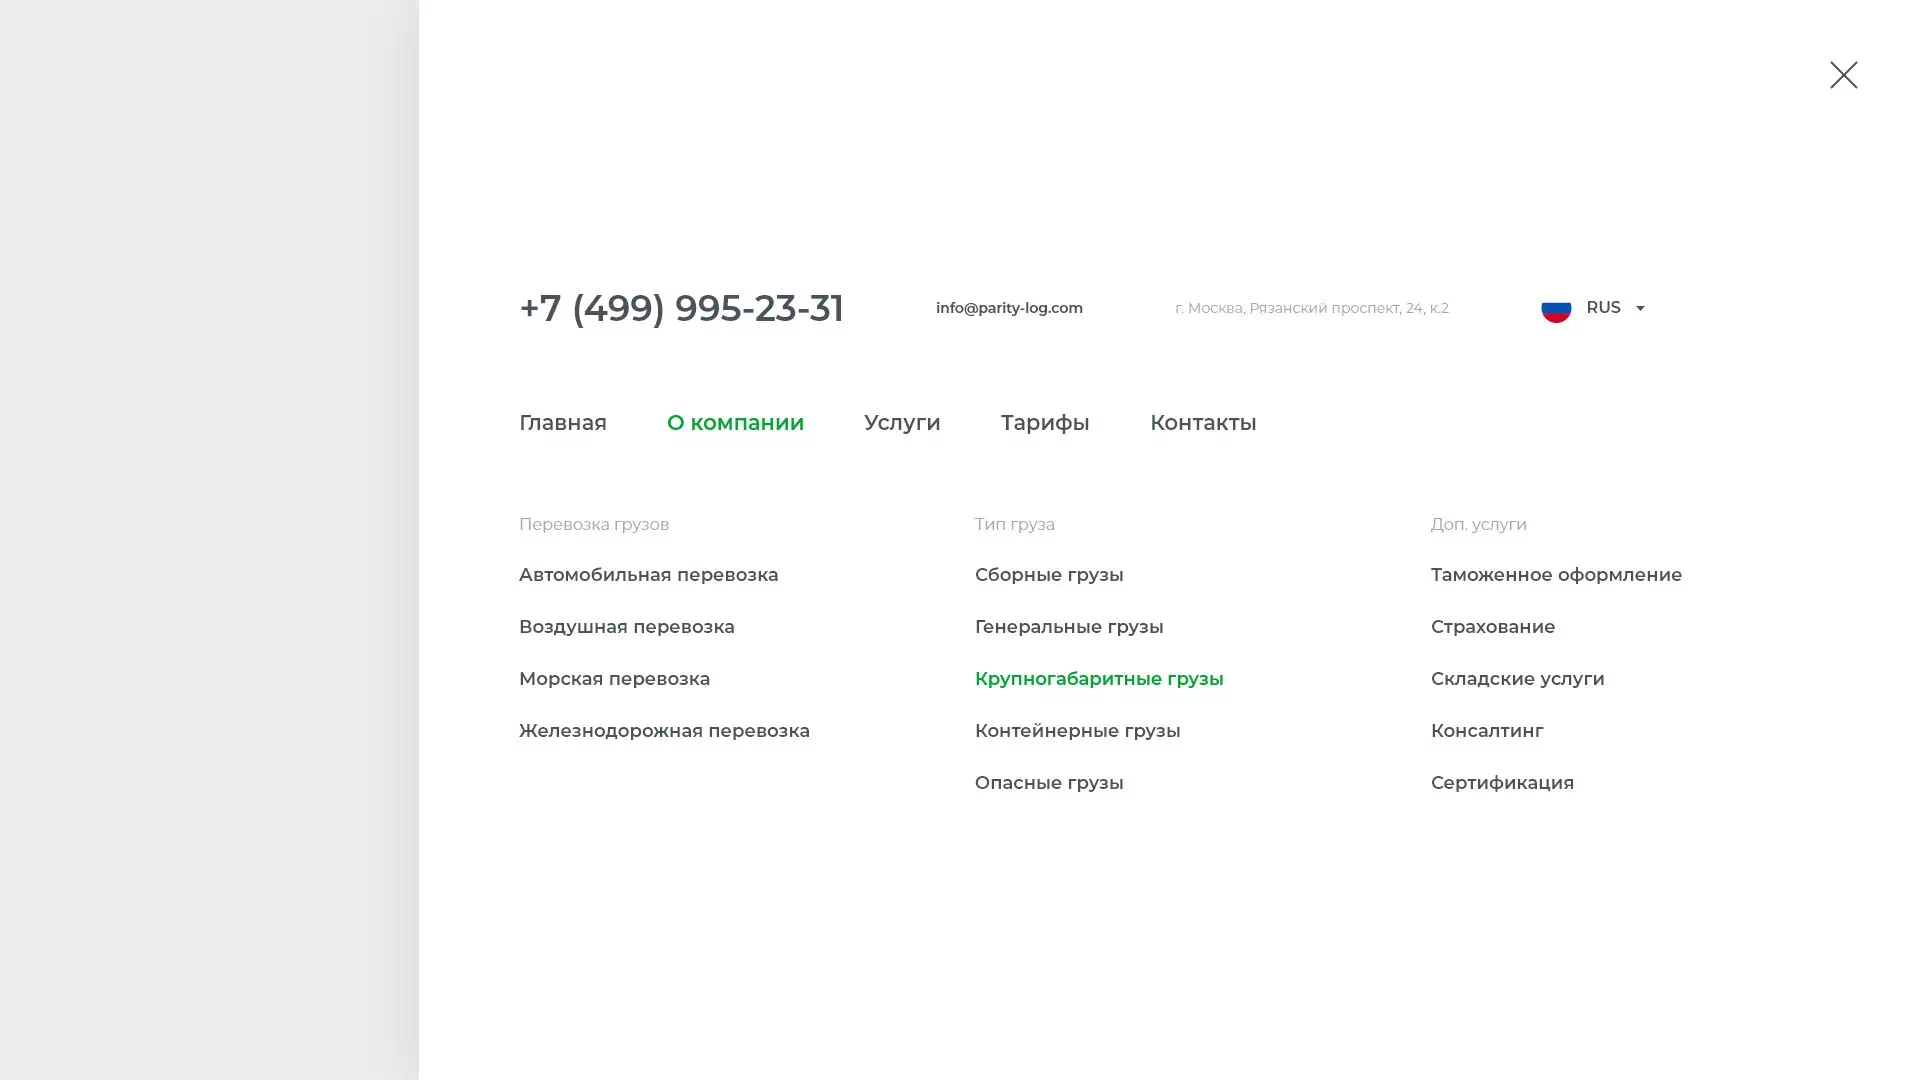 +7 (499) 995-23-31
info@parity-log.com
г. Москва, Рязанский проспект, 24, к.2
RUS
Главная
О компании
Услуги
Тарифы
Контакты
Перевозка грузов
Автомобильная перевозка
Воздушная перевозка
Морская перевозка
Железнодорожная перевозка
Тип груза
Сборные грузы
Генеральные грузы
Крупногабаритные грузы
Контейнерные грузы
Опасные грузы
Доп. услуги
Таможенное оформление
Страхование
Складские услуги
Консалтинг
Сертификация